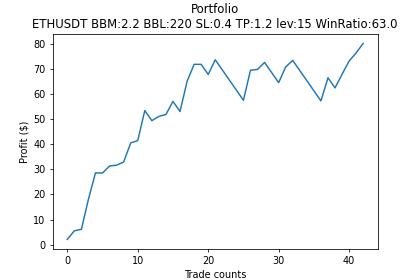 Portfolio
ETHUSDT BBM:2.2 BBL:220 SL:0.4 TP:1.2 lev:15 WinRatio:63.0
80
70
60
50
40
30
20
10
0
Profit ($)
0 10 20 30 40
Trade counts